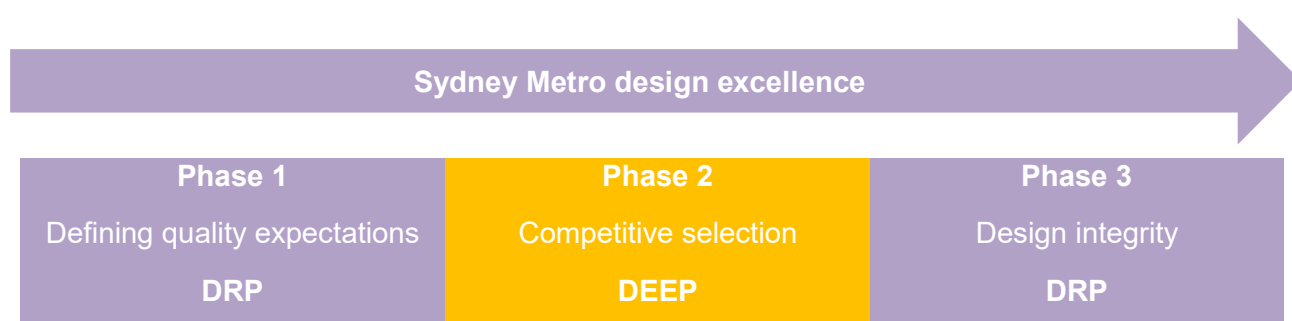 Sydney Metro design excellence
Phase 1
Defining quality expectations
DRP
Phase 2
Competitive selection
DEEP
Phase 3
Design integrity
DRP